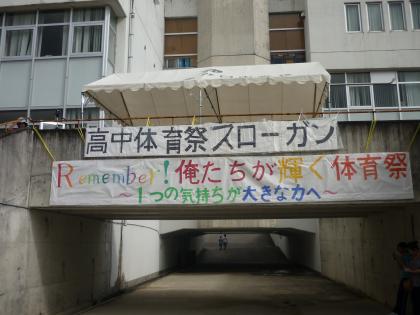 高中体育祭スローガン
Remember!俺たちが輝く体育祭
～1つの気持ちが大きな力へ～